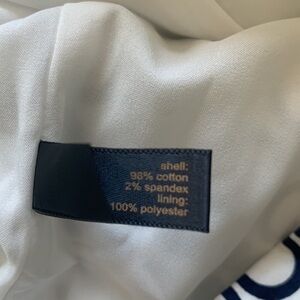 shell:
98% cotton
2% spandex
lining:
100% polyester